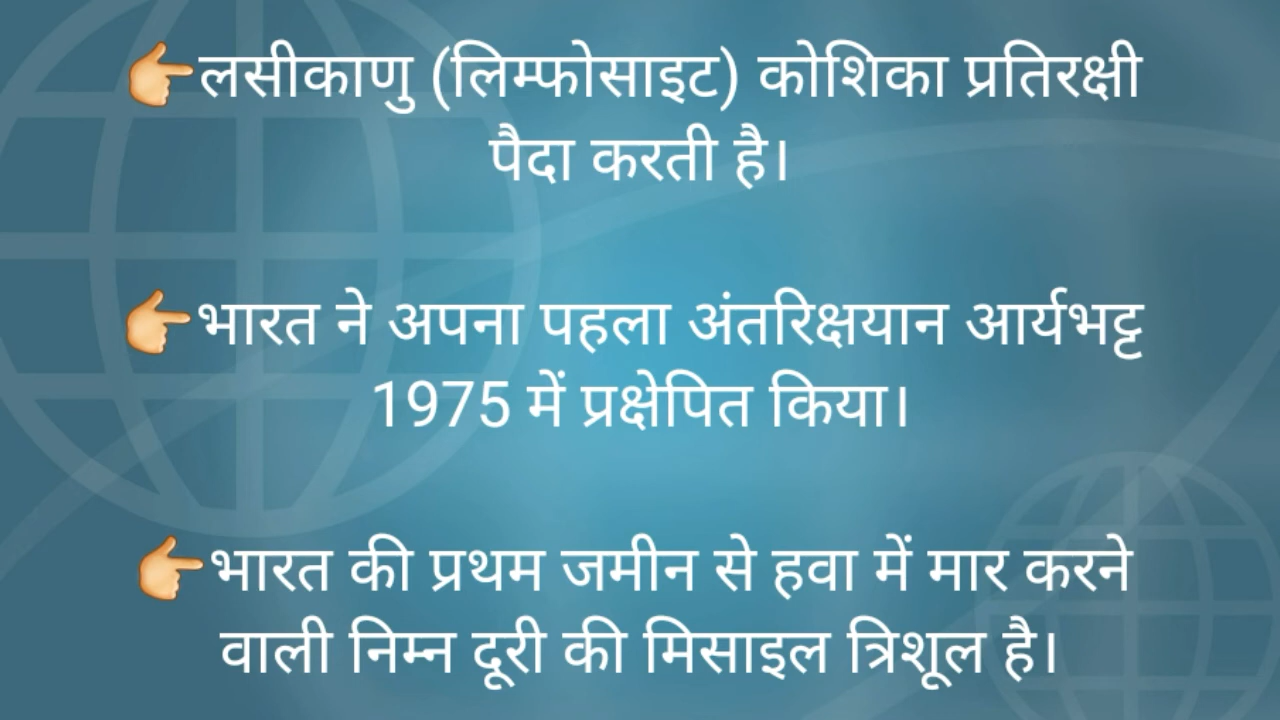 👉लसीकाणु (लिम्फोसाइट) कोशिका प्रतिरक्षी
पैदा करती है।
👉भारत ने अपना पहला अंतरिक्षयान आर्यभट्ट
1975 में प्रक्षेपित किया।
👉भारत की प्रथम जमीन से हवा में मार करने
वाली निम्न दूरी की मिसाइल त्रिशूल है।